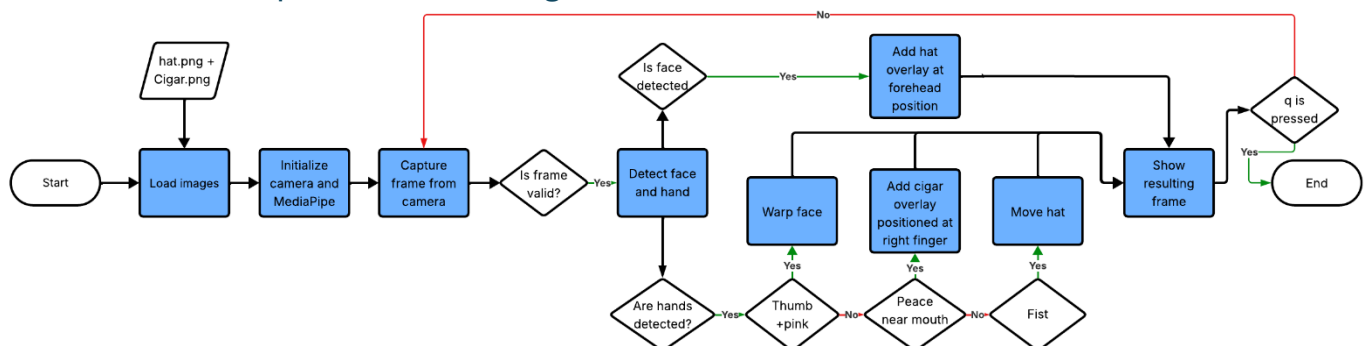 No
hat.png +
Cigar.png
Is face
detected
Yes
Add hat
overlay at
forehead
position
q is
pressed
Start
Load images
Initialize
camera and
MediaPipe
Capture
frame from
camera
Is frame
valid?
Yes
Detect face
and hand
Warp face
Add cigar
overlay
positioned at
right finger
Move hat
Show
resulting
frame
Yes
End
Yes
Yes
Yes
Are hands
detected?
Yes
Thumb
+pink
No
Peace
near mouth
No
Fist